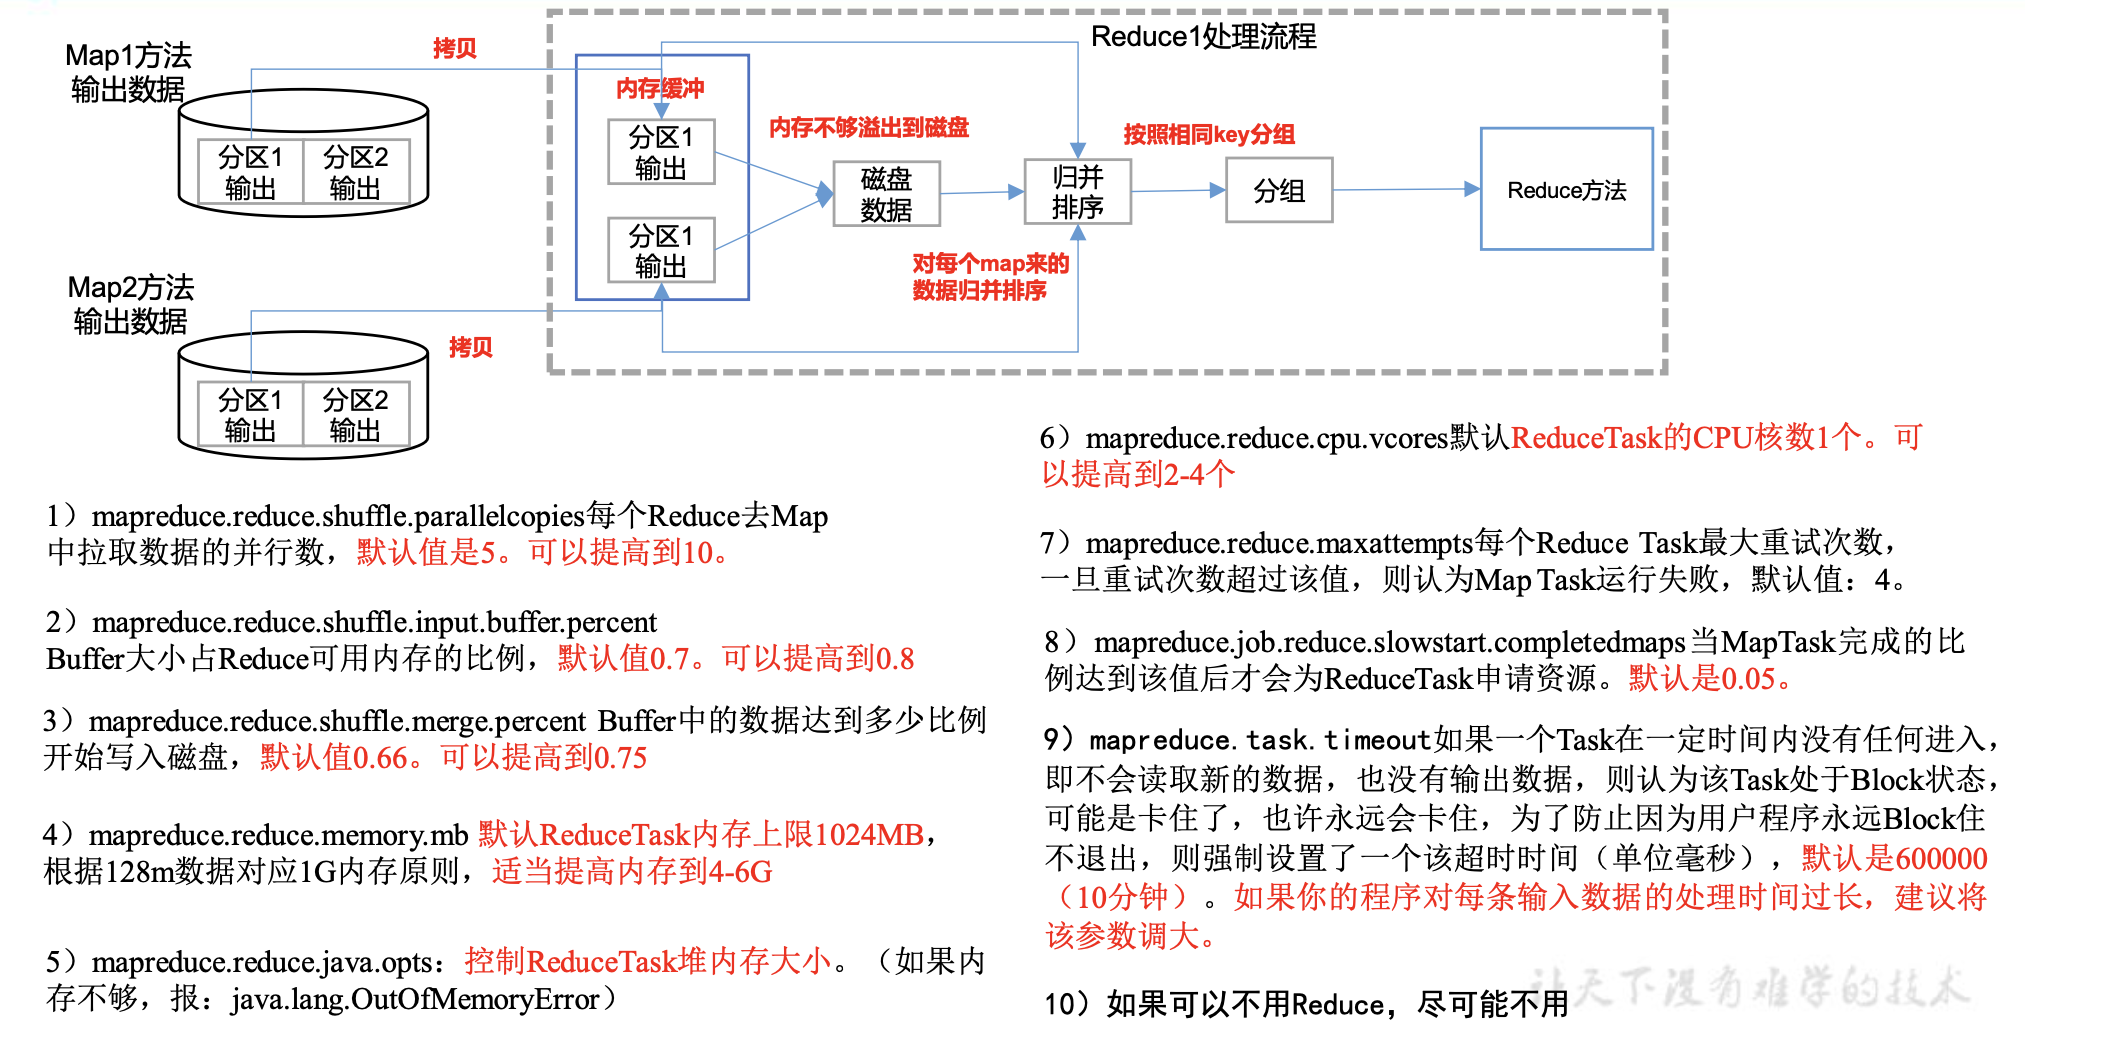 Map1方法
输出数据
拷贝
分区1
输出
分区2
输出
Map2方法
输出数据
拷贝
分区1
输出
分区2
输出
Reduce1处理流程
内存缓冲
分区1
输出
分区1
输出
内存不够溢出到磁盘
磁盘
数据
归并
排序
对每个map来的
数据归并排序
按照相同key分组
分组
Reduce方法
1）mapreduce.reduce.shuffle.parallelcopies每个Reduce去Map
中拉取数据的并行数，默认值是5。可以提高到10。
2）mapreduce.reduce.shuffle.input.buffer.percent
Buffer大小占Reduce可用内存的比例，默认值0.7。可以提高到0.8
3）mapreduce.reduce.shuffle.merge.percent Buffer中的数据达到多少比例
开始写入磁盘，默认值0.66。可以提高到0.75
4）mapreduce.reduce.memory.mb 默认ReduceTask内存上限1024MB，
根据128m数据对应1G内存原则，适当提高内存到4-6G
5）mapreduce.reduce.java.opts：控制ReduceTask堆内存大小。（如果内
存不够，报：java.lang.OutOfMemoryError）
6）mapreduce.reduce.cpu.vcores默认ReduceTask的CPU核数1个。可
以提高到2-4个
7）mapreduce.reduce.maxattempts每个Reduce Task最大重试次数，
一旦重试次数超过该值，则认为Map Task运行失败，默认值：4。
8）mapreduce.job.reduce.slowstart.completedmaps当MapTask完成的比
例达到该值后才会为ReduceTask申请资源。默认是0.05。
9）mapreduce.task.timeout如果一个Task在一定时间内没有任何进入，
即不会读取新的数据，也没有输出数据，则认为该Task处于Block状态，
可能是卡住了，也许永远会卡住，为了防止因为用户程序永远Block住
不退出，则强制设置了一个该超时时间（单位毫秒），默认是600000
（10分钟）。如果你的程序对每条输入数据的处理时间过长，建议将
该参数调大。
10）如果可以不用Reduce，尽可能不用
让天下没有难学的技术